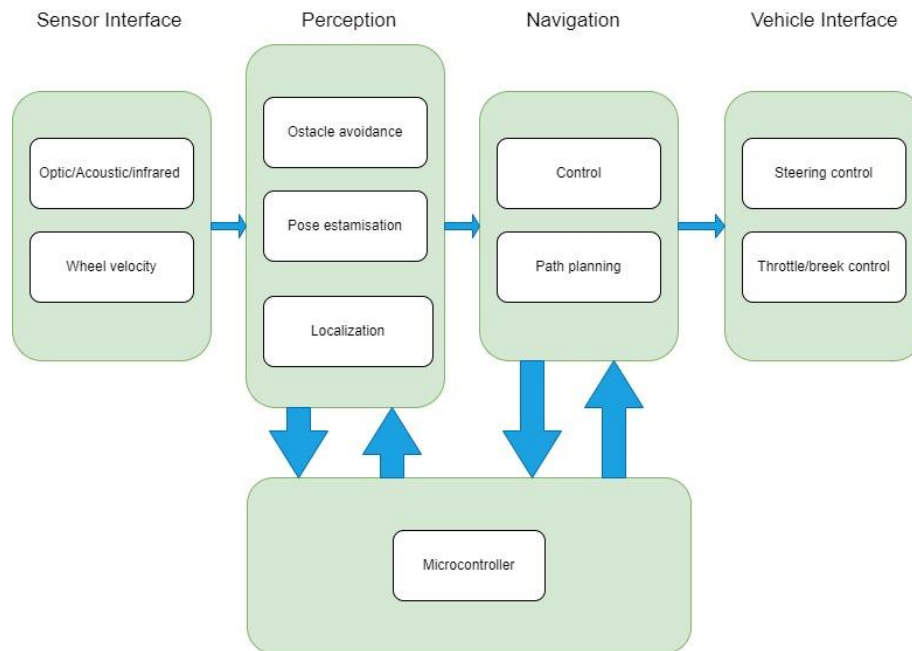 Sensor Interface
Perception
Navigation
Vehicle Interface
Optic/Acoustic/infrared
Wheel velocity
Ostacle avoidance
Pose estamisation
Localization
Control
Path planning
Steering control
Throttle/breek control
Microcontroller